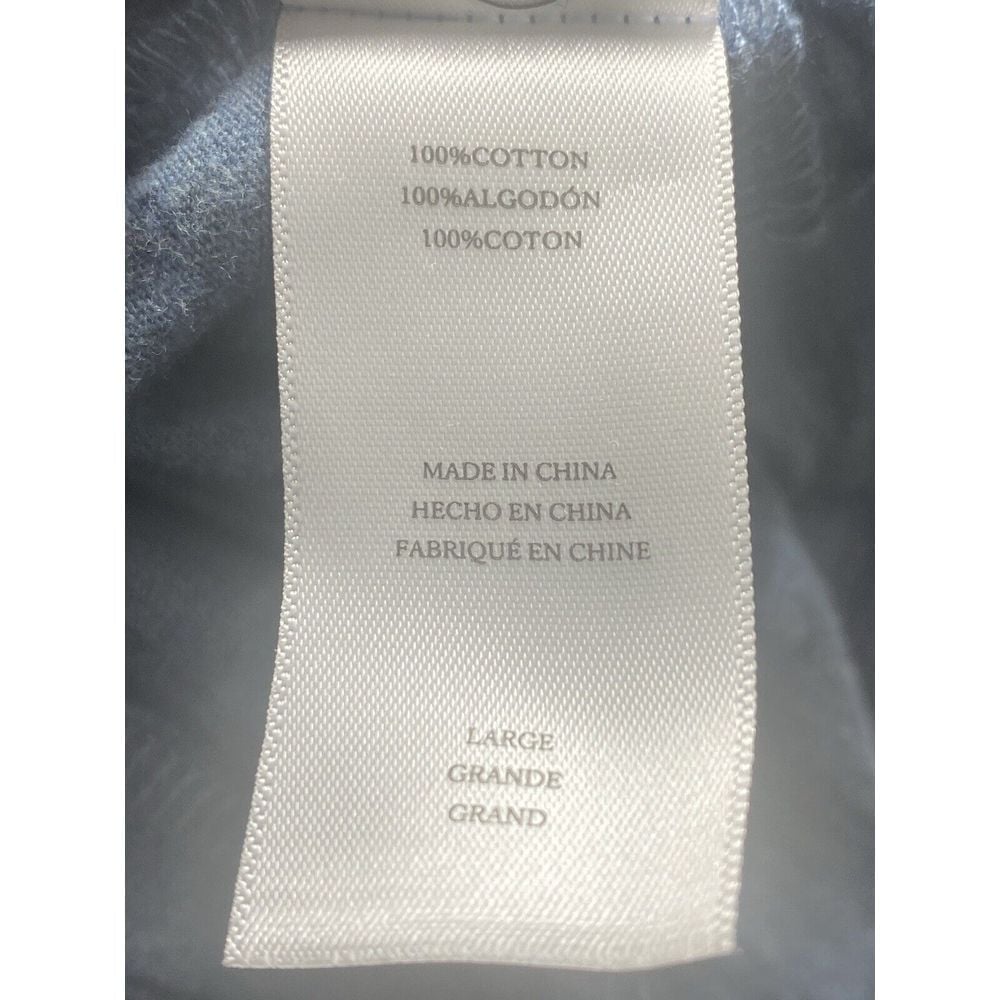 100%COTTON
100%ALGODÓN
100%COTON
MADE IN CHINA
HECHO EN CHINA
FABRIQUÉ EN CHINE
LARGE
GRANDE
GRAND